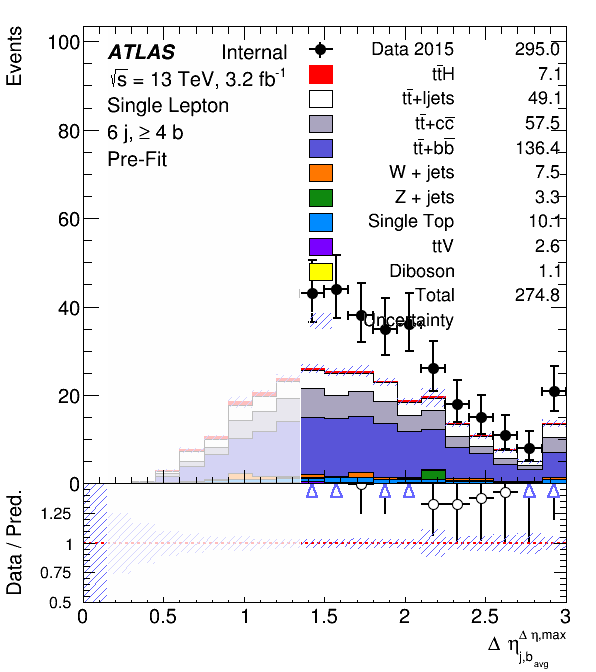 Events
100
80
60
40
20
0
ATLAS Internal
√s = 13 TeV, 3.2 fb-1
Single Lepton
6 j, ≥ 4 b
Pre-Fit
Data 2015 295.0
tt̄H 7.1
tt̄+ljets 49.1
tt̄+cc̄ 57.5
tt̄+bb̄ 136.4
W + jets 7.5
Z + jets 3.3
Single Top 10.1
ttV 2.6
Diboson 1.1
Total 274.8
Uncertainty
Data / Pred.
1.25
1
0.75
0.5
0 0.5 1 1.5 2 2.5 3
Δ η Δ η,max j,b avg